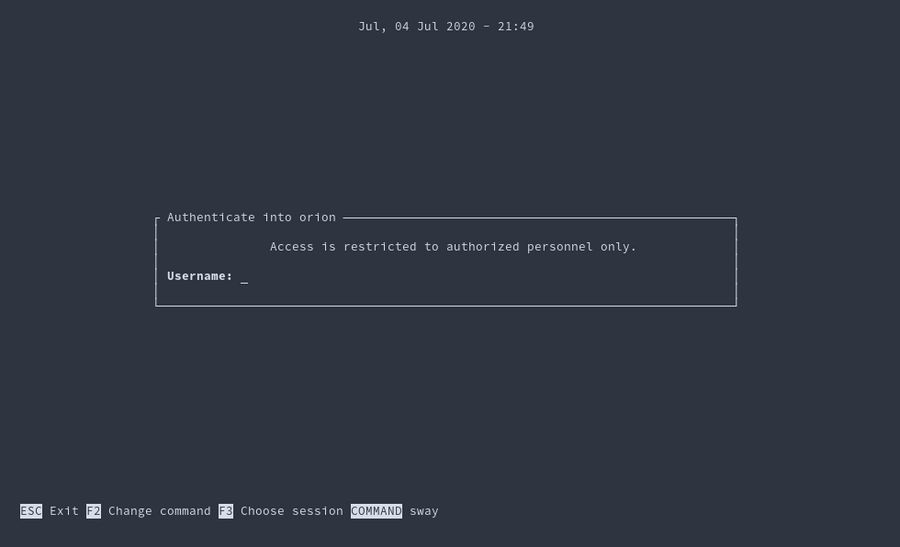 Jul, 04 Jul 2020 - 21:49
Authenticate into orion
Access is restricted to authorized personnel only.
Username: _
ESC Exit F2 Change command F3 Choose session COMMAND sway